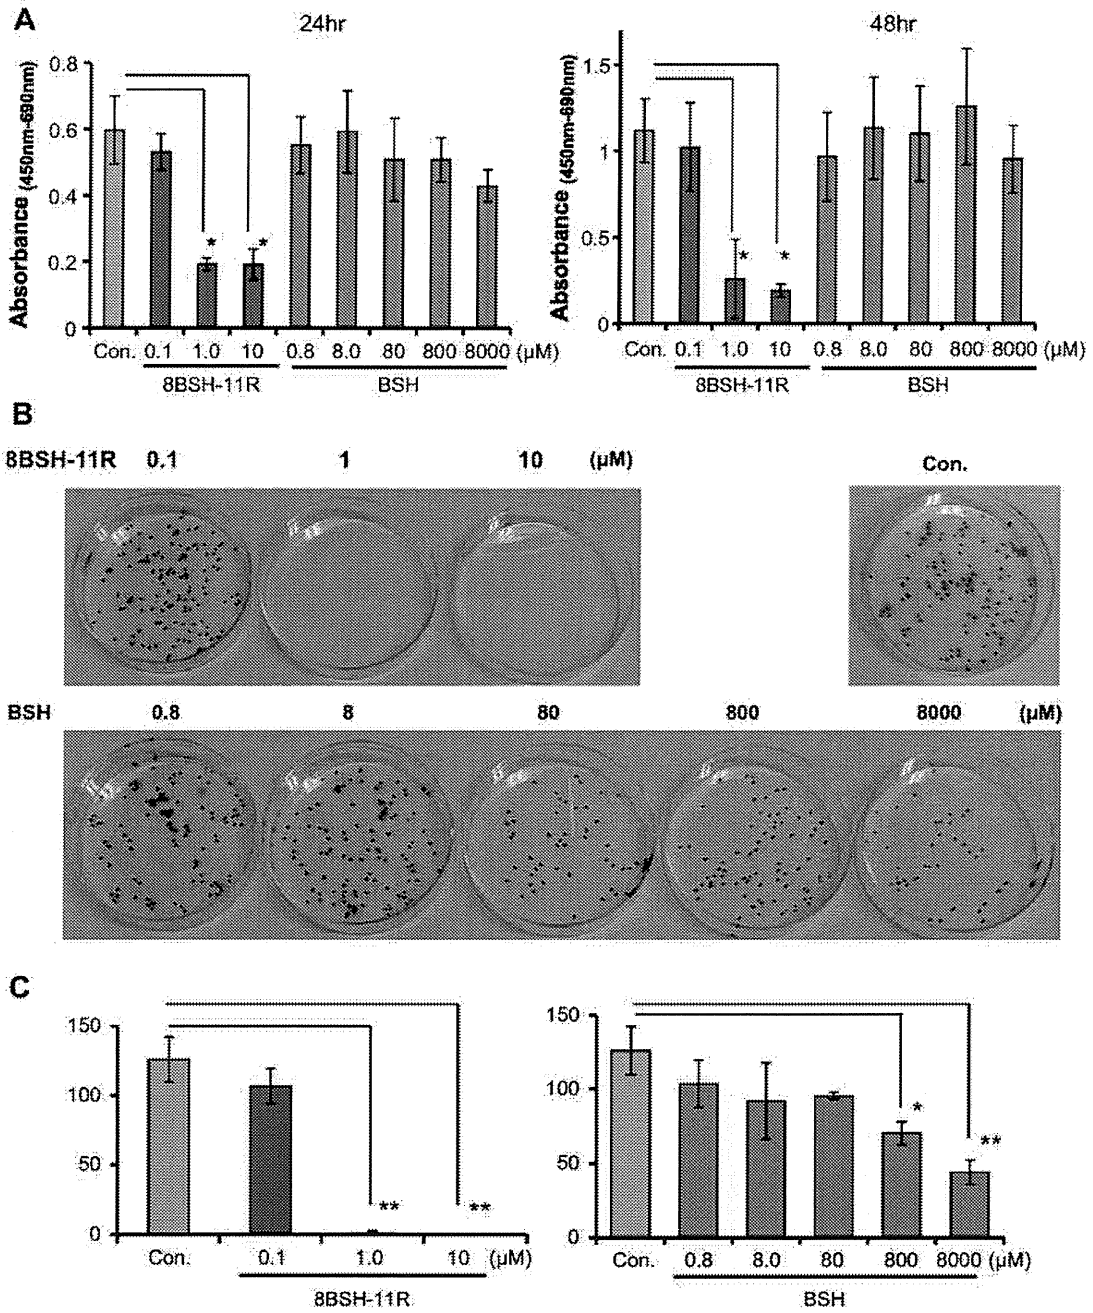 A
24hr
48hr
Absorbance (450nm-690nm)
0.8
0.6
0.4
0.2
0
* *
Con. 0.1 1.0 10 0.8 8.0 80 800 8000 (µM)
8BSH-11R BSH
Absorbance (450nm-690nm)
1.5
1
0.5
0
* *
Con. 0.1 1.0 10 0.8 8.0 80 800 8000 (µM)
8BSH-11R BSH
B
8BSH-11R 0.1 1 10 (µM) Con.
BSH 0.8 8 80 800 8000 (µM)
C
150
100
50
0
** **
Con. 0.1 1.0 10 (µM)
8BSH-11R
150
100
50
0
* **
Con. 0.8 8.0 80 800 8000 (µM)
BSH